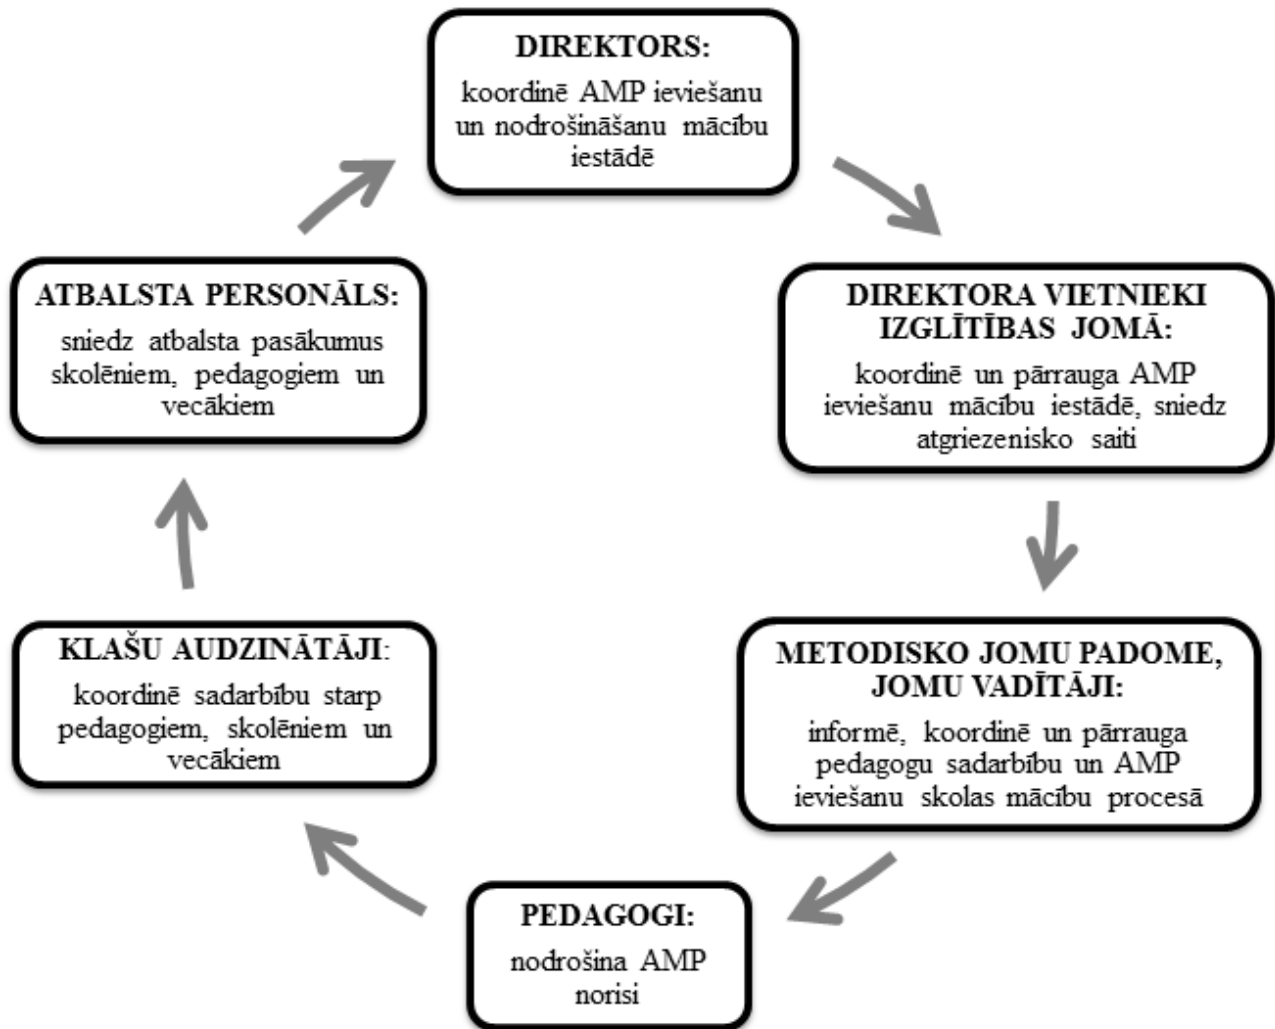 DIREKTORS:
koordinē AMP ieviešanu
un nodrošināšanu mācību
iestādē
DIREKTORA VIETNIEKI
IZGLĪTĪBAS JOMĀ:
koordinē un pārrauga AMP
ieviešanu mācību iestādē, sniedz
atgriezenisko saiti
METODISKO JOMU PADOME,
JOMU VADĪTĀJI:
informē, koordinē un pārrauga
pedagogu sadarbību un AMP
ieviešanu skolas mācību procesā
PEDAGOGI:
nodrošina AMP
norisi
KLAŠU AUDZINĀTĀJI:
koordinē sadarbību starp
pedagogiem, skolēniem un
vecākiem
ATBALSTA PERSONĀLS:
sniedz atbalsta pasākumus
skolēniem, pedagogiem un
vecākiem